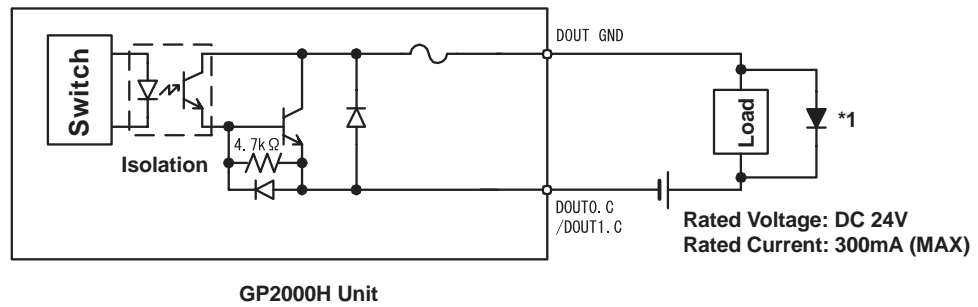 DOUT GND
Switch
Load
*1
4.7kΩ
Isolation
DOUT0.C
/DOUT1.C
Rated Voltage: DC 24V
Rated Current: 300mA (MAX)
GP2000H Unit